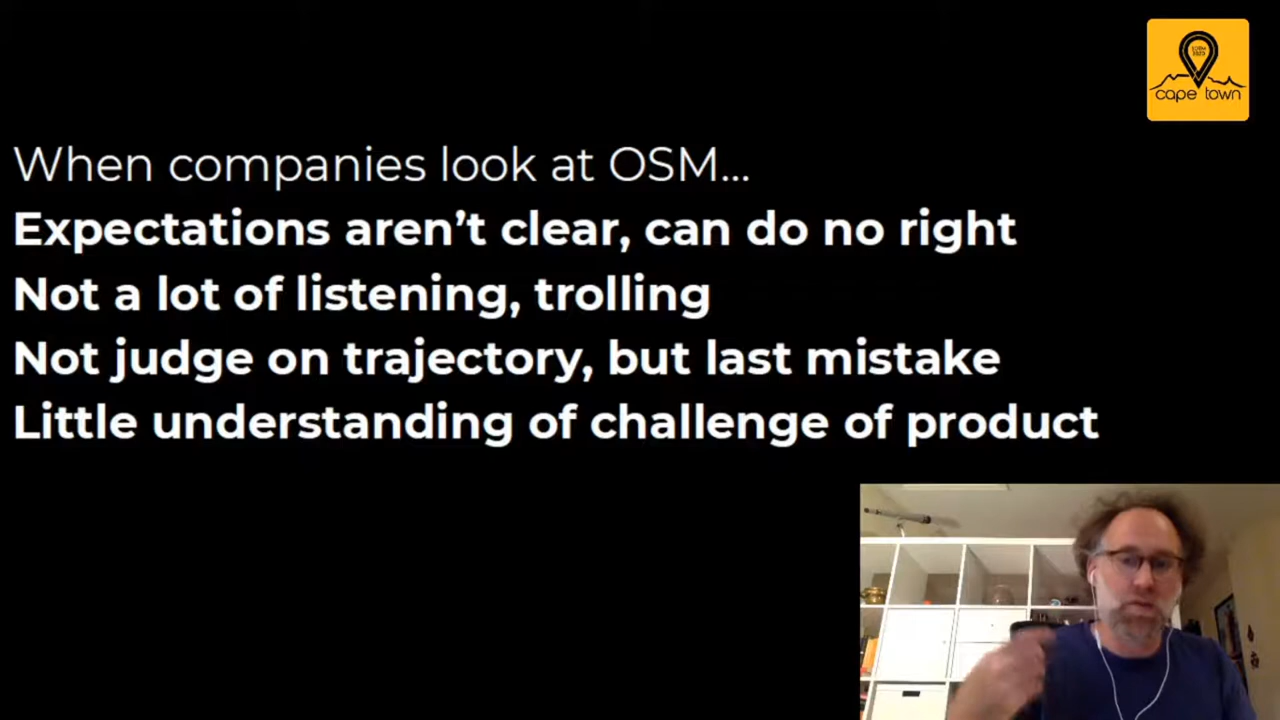 cape town
When companies look at OSM...
Expectations aren’t clear, can do no right
Not a lot of listening, trolling
Not judge on trajectory, but last mistake
Little understanding of challenge of product